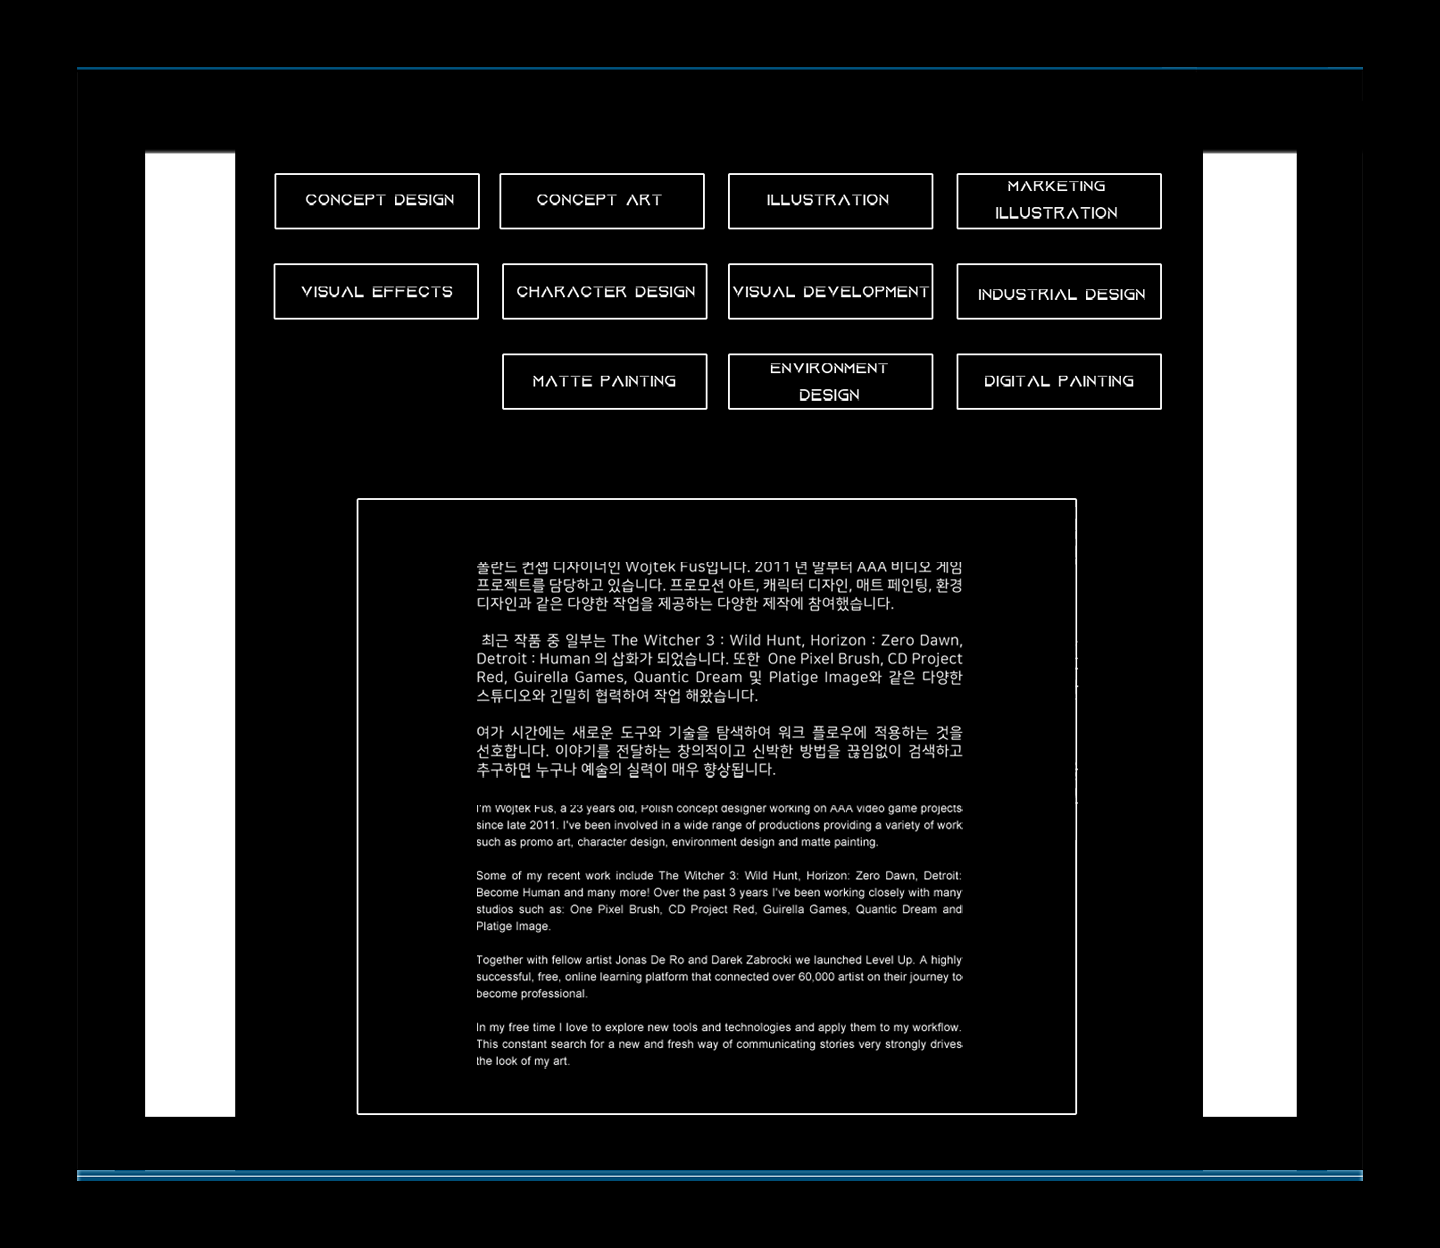 CONCEPT DESIGN
CONCEPT ART
ILLUSTRATION
MARKETING
ILLUSTRATION
VISUAL EFFECTS
CHARACTER DESIGN
VISUAL DEVELOPMENT
INDUSTRIAL DESIGN
MATTE PAINTING
ENVIRONMENT
DESIGN
DIGITAL PAINTING
폴란드 컨셉 디자이너인 Wojtek Fus입니다. 2011 년 말부터 AAA 비디오 게임
프로젝트를 담당하고 있습니다. 프로모션 아트, 캐릭터 디자인, 매트 페인팅, 환경
디자인과 같은 다양한 작업을 제공하는 다양한 제작에 참여했습니다.
최근 작품 중 일부는 The Witcher 3 : Wild Hunt, Horizon : Zero Dawn,
Detroit : Human 의 삽화가 되었습니다. 또한 One Pixel Brush, CD Project
Red, Guirella Games, Quantic Dream 및 Platige Image와 같은 다양한
스튜디오와 긴밀히 협력하여 작업 해왔습니다.
여가 시간에는 새로운 도구와 기술을 탐색하여 워크 플로우에 적용하는 것을
선호합니다. 이야기를 전달하는 창의적이고 신박한 방법을 끊임없이 검색하고
추구하면 누구나 예술의 실력이 매우 향상됩니다.
I'm Wojtek Fus, a 23 years old, Polish concept designer working on AAA video game projects
since late 2011. I've been involved in a wide range of productions providing a variety of work
such as promo art, character design, environment design and matte painting.
Some of my recent work include The Witcher 3: Wild Hunt, Horizon: Zero Dawn, Detroit:
Become Human and many more! Over the past 3 years I've been working closely with many
studios such as: One Pixel Brush, CD Project Red, Guirella Games, Quantic Dream and
Platige Image.
Together with fellow artist Jonas De Ro and Darek Zabrocki we launched Level Up. A highly
successful, free, online learning platform that connected over 60,000 artist on their journey to
become professional.
In my free time I love to explore new tools and technologies and apply them to my workflow.
This constant search for a new and fresh way of communicating stories very strongly drives
the look of my art.